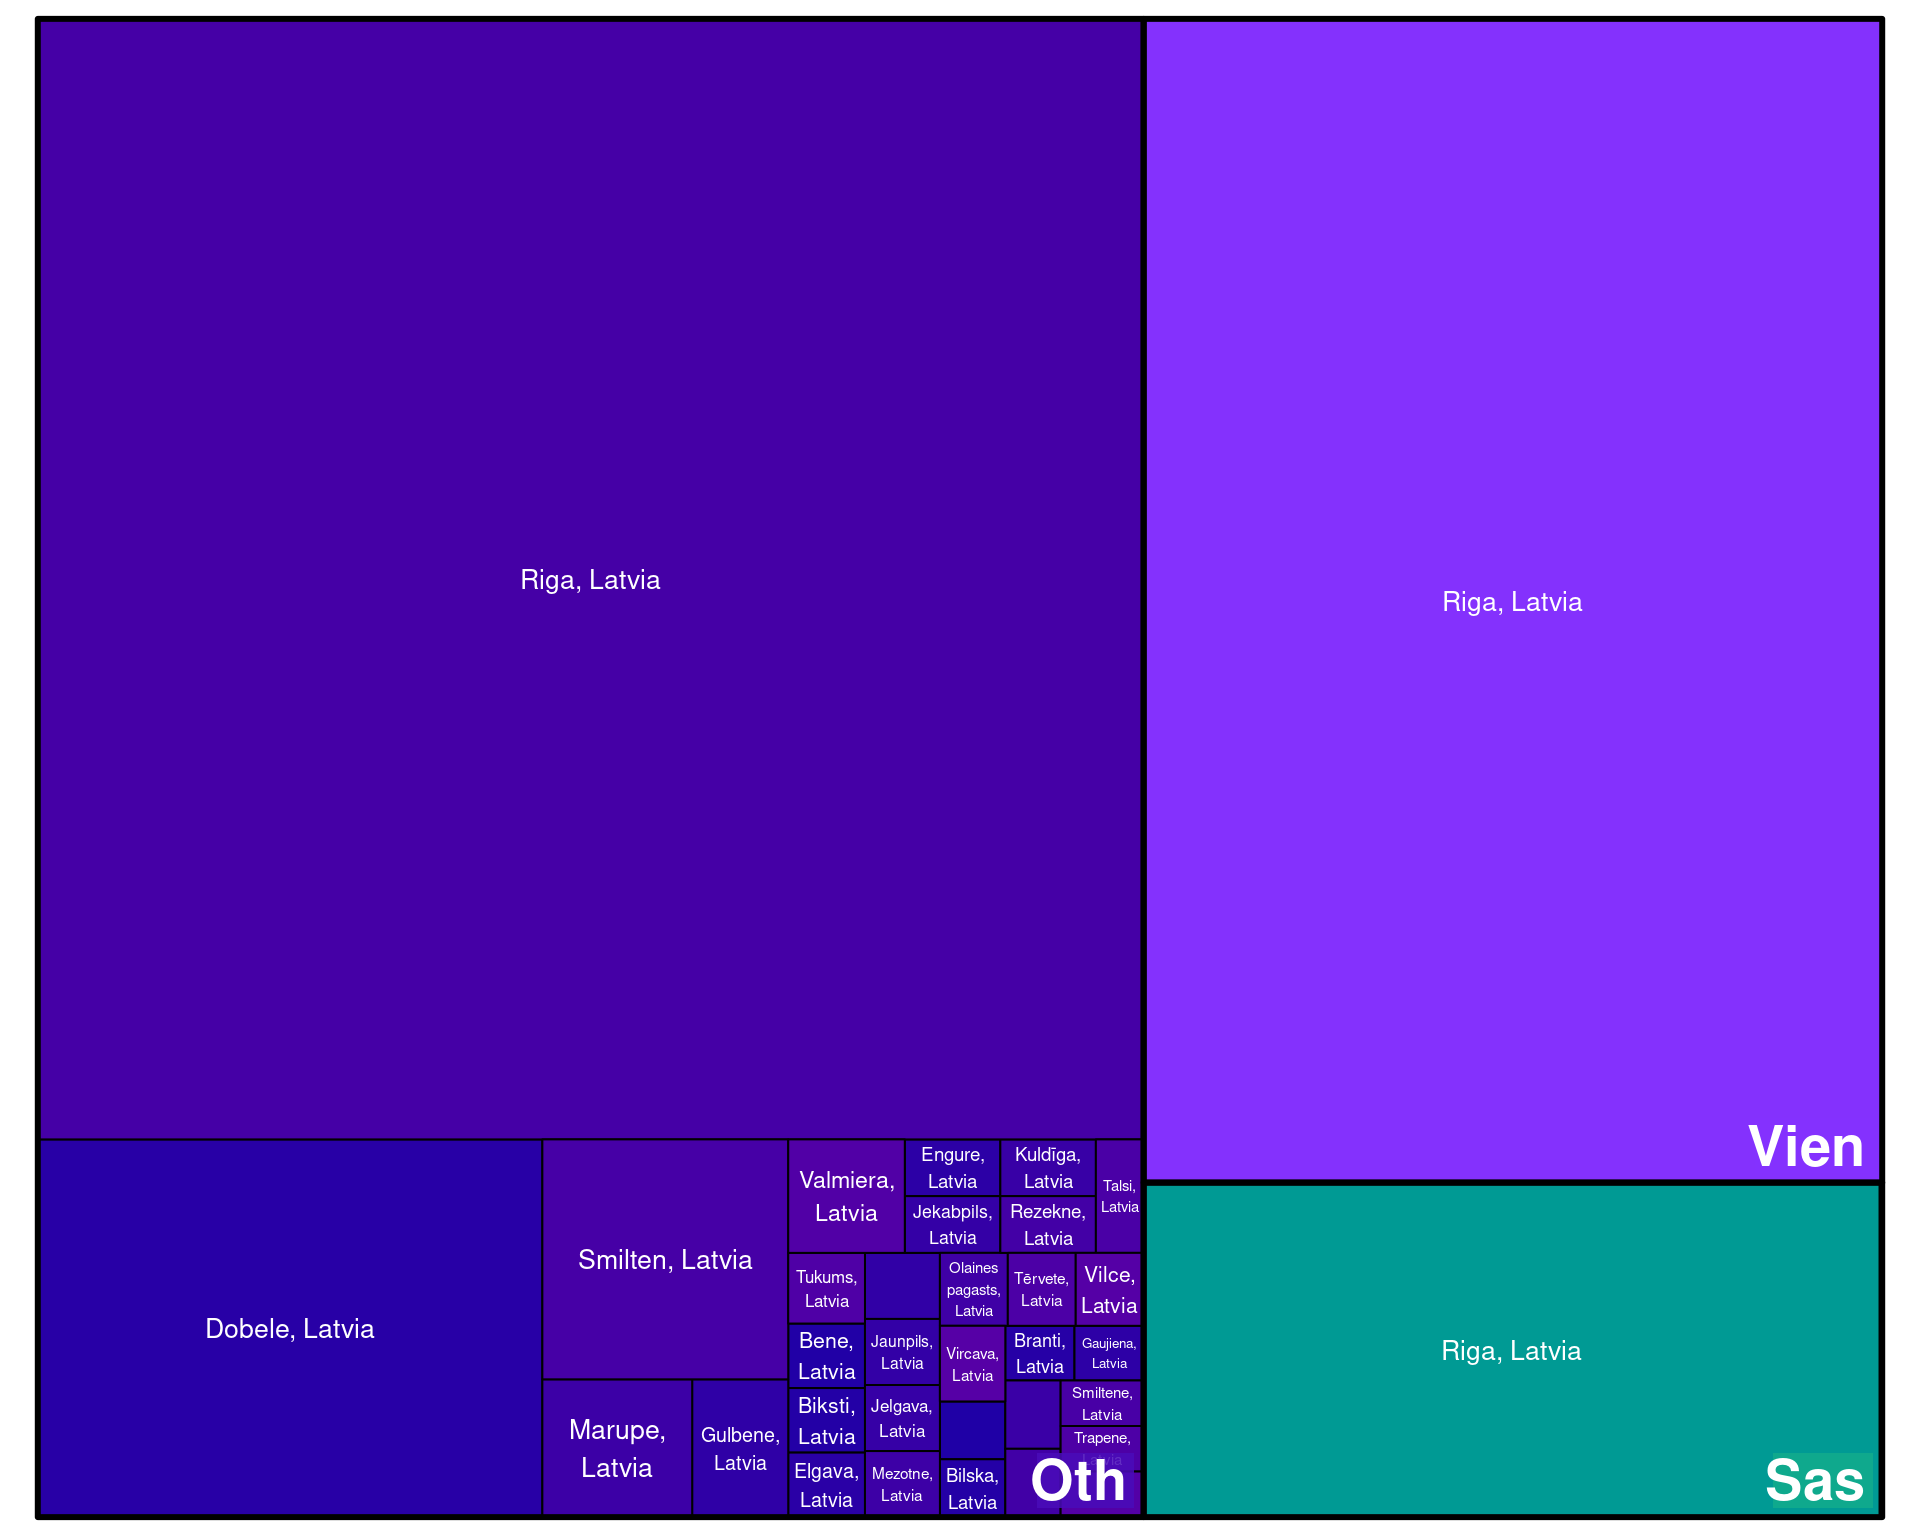 Riga, Latvia
Riga, Latvia
Vien
Dobele, Latvia
Smilten, Latvia
Marupe,
Latvia
Gulbene,
Latvia
Valmiera,
Latvia
Engure,
Latvia
Kuldīga,
Latvia
Jekabpils,
Latvia
Rezekne,
Latvia
Talsi,
Latvia
Tukums,
Latvia
Bene,
Latvia
Biksti,
Latvia
Elgava,
Latvia
Jaunpils,
Latvia
Jelgava,
Latvia
Mezotne,
Latvia
Olaines
pagasts,
Latvia
Tērvete,
Latvia
Vilce,
Latvia
Vircava,
Latvia
Branti,
Latvia
Gaujiena,
Latvia
Smiltene,
Latvia
Trapene,
Latvia
Bilska,
Latvia
Oth
Riga, Latvia
Sas